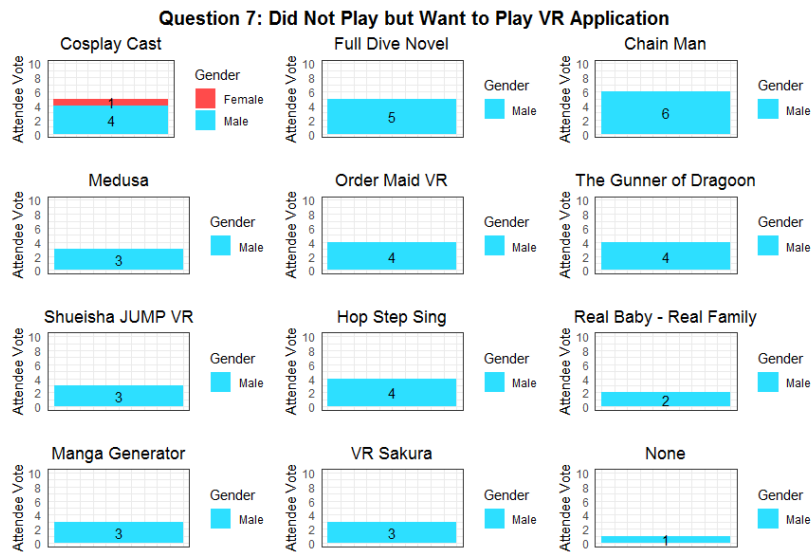 Question 7: Did Not Play but Want to Play VR Application
Cosplay Cast
Attendee Vote
10
8
6
4
2
0
1
4
Gender
Female
Male
Full Dive Novel
Attendee Vote
10
8
6
4
2
0
5
Gender
Male
Chain Man
Attendee Vote
10
8
6
4
2
0
6
Gender
Male
Medusa
Attendee Vote
10
8
6
4
2
0
3
Gender
Male
Order Maid VR
Attendee Vote
10
8
6
4
2
0
4
Gender
Male
The Gunner of Dragoon
Attendee Vote
10
8
6
4
2
0
4
Gender
Male
Shueisha JUMP VR
Attendee Vote
10
8
6
4
2
0
3
Gender
Male
Hop Step Sing
Attendee Vote
10
8
6
4
2
0
4
Gender
Male
Real Baby - Real Family
Attendee Vote
10
8
6
4
2
0
2
Gender
Male
Manga Generator
Attendee Vote
10
8
6
4
2
0
3
Gender
Male
VR Sakura
Attendee Vote
10
8
6
4
2
0
3
Gender
Male
None
Attendee Vote
10
8
6
4
2
0
1
Gender
Male